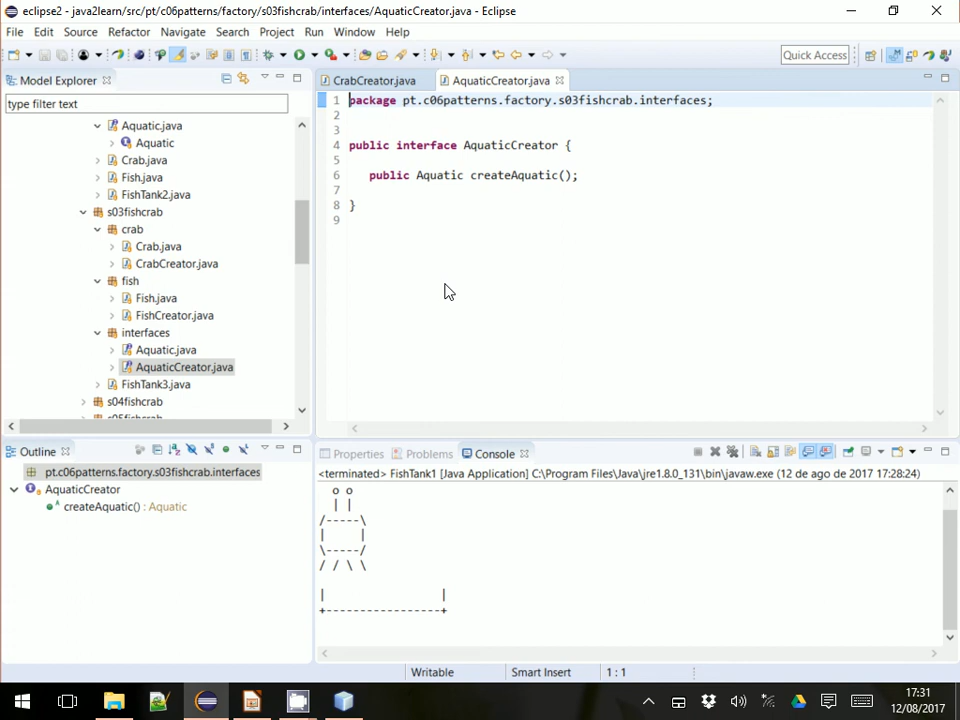 eclipse2 - java2learn/src/pt/c06patterns/factory/s03fishcrab/interfaces/AquaticCreator.java - Eclipse
File Edit Source Refactor Navigate Search Project Run Window Help
Quick Access
Model Explorer
type filter text
Aquatic.java
Aquatic
Crab.java
Fish.java
FishTank2.java
s03fishcrab
crab
Crab.java
CrabCreator.java
fish
Fish.java
FishCreator.java
interfaces
Aquatic.java
AquaticCreator.java
FishTank3.java
s04fishcrab
s05fishcrab
CrabCreator.java AquaticCreator.java
1 package pt.c06patterns.factory.s03fishcrab.interfaces;
2
3
4 public interface AquaticCreator {
5
6 public Aquatic createAquatic();
7
8 }
9
Outline
pt.c06patterns.factory.s03fishcrab.interfaces
AquaticCreator
createAquatic() : Aquatic
Properties Problems Console
<terminated> FishTank1 [Java Application] C:\Program Files\Java\jre1.8.0_131\bin\javaw.exe (12 de ago de 2017 17:28:24)
  o o
  | |
/-----\
|     |
\-----/
/ / \ \
|                 |
+-----------------+
Writable Smart Insert 1 : 1
17:31
12/08/2017